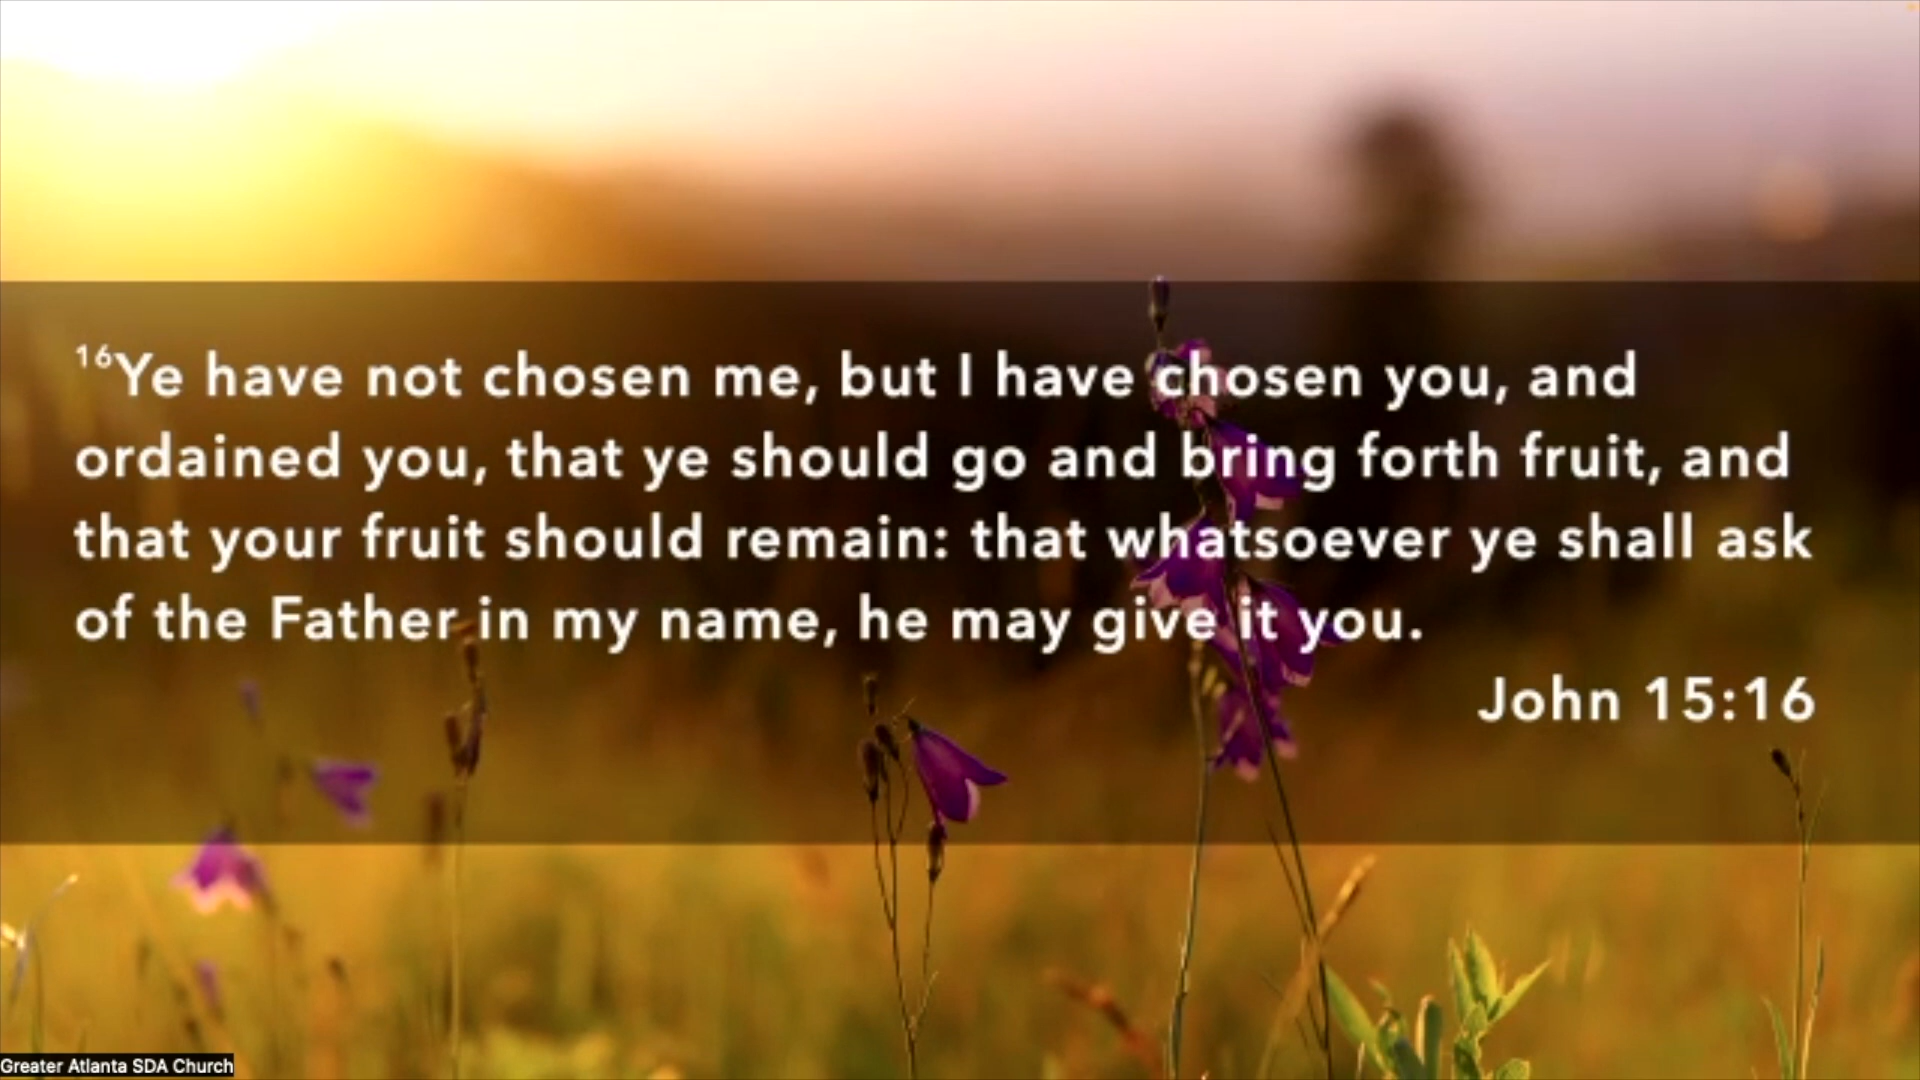 16Ye have not chosen me, but I have chosen you, and
ordained you, that ye should go and bring forth fruit, and
that your fruit should remain: that whatsoever ye shall ask
of the Father in my name, he may give it you.
John 15:16
Greater Atlanta SDA Church